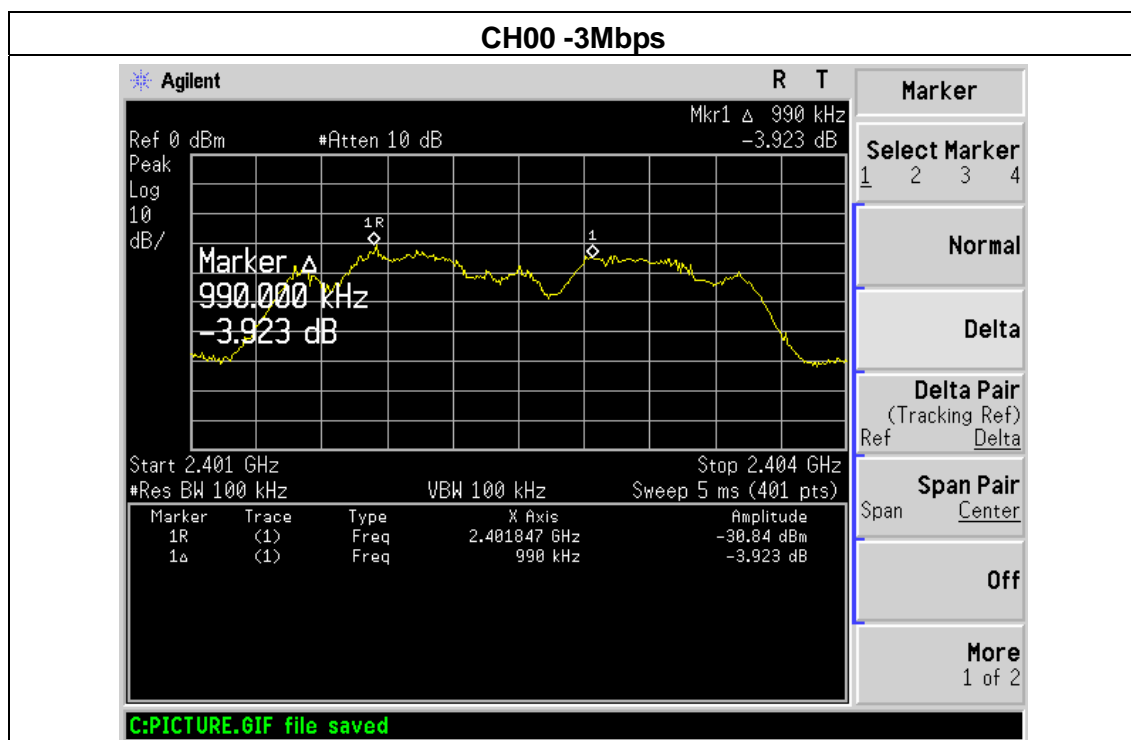 CH00 -3Mbps
Agilent R T
Mkr1 Δ 990 kHz
Ref 0 dBm #Atten 10 dB -3.923 dB
Peak
Log
10
dB/
1R
1
Marker Δ
990.000 kHz
-3.923 dB
Start 2.401 GHz Stop 2.404 GHz
#Res BW 100 kHz VBW 100 kHz Sweep 5 ms (401 pts)
Marker Trace Type X Axis Amplitude
1R (1) Freq 2.401847 GHz -30.84 dBm
1Δ (1) Freq 990 kHz -3.923 dB
C:PICTURE.GIF file saved
Marker
Select Marker
1 2 3 4
Normal
Delta
Delta Pair
(Tracking Ref)
Ref Delta
Span Pair
Span Center
Off
More
1 of 2